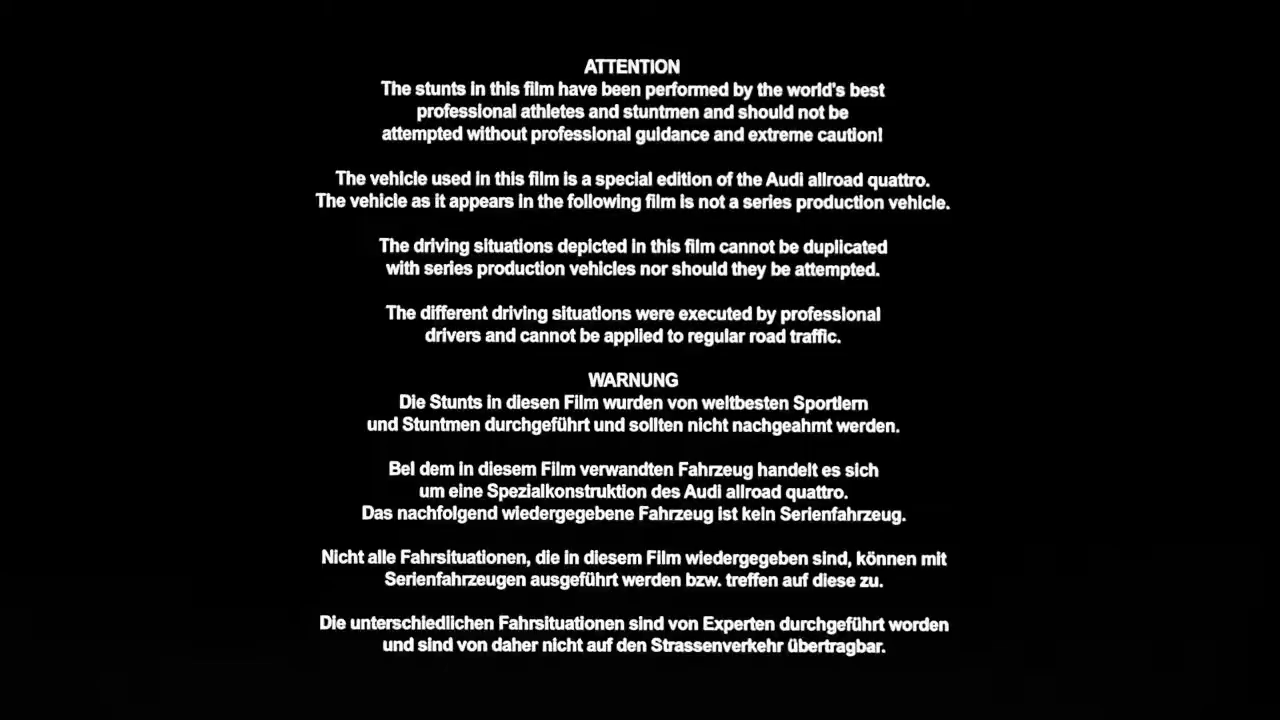 ATTENTION
The stunts in this film have been performed by the world's best
professional athletes and stuntmen and should not be
attempted without professional guidance and extreme caution!
The vehicle used in this film is a special edition of the Audi allroad quattro.
The vehicle as it appears in the following film is not a series production vehicle.
The driving situations depicted in this film cannot be duplicated
with series production vehicles nor should they be attempted.
The different driving situations were executed by professional
drivers and cannot be applied to regular road traffic.
WARNUNG
Die Stunts in diesen Film wurden von weltbesten Sportlern
und Stuntmen durchgeführt und sollten nicht nachgeahmt werden.
Bei dem in diesem Film verwandten Fahrzeug handelt es sich
um eine Spezialkonstruktion des Audi allroad quattro.
Das nachfolgend wiedergegebene Fahrzeug ist kein Serienfahrzeug.
Nicht alle Fahrsituationen, die in diesem Film wiedergegeben sind, können mit
Serienfahrzeugen ausgeführt werden bzw. treffen auf diese zu.
Die unterschiedlichen Fahrsituationen sind von Experten durchgeführt worden
und sind von daher nicht auf den Strassenverkehr übertragbar.